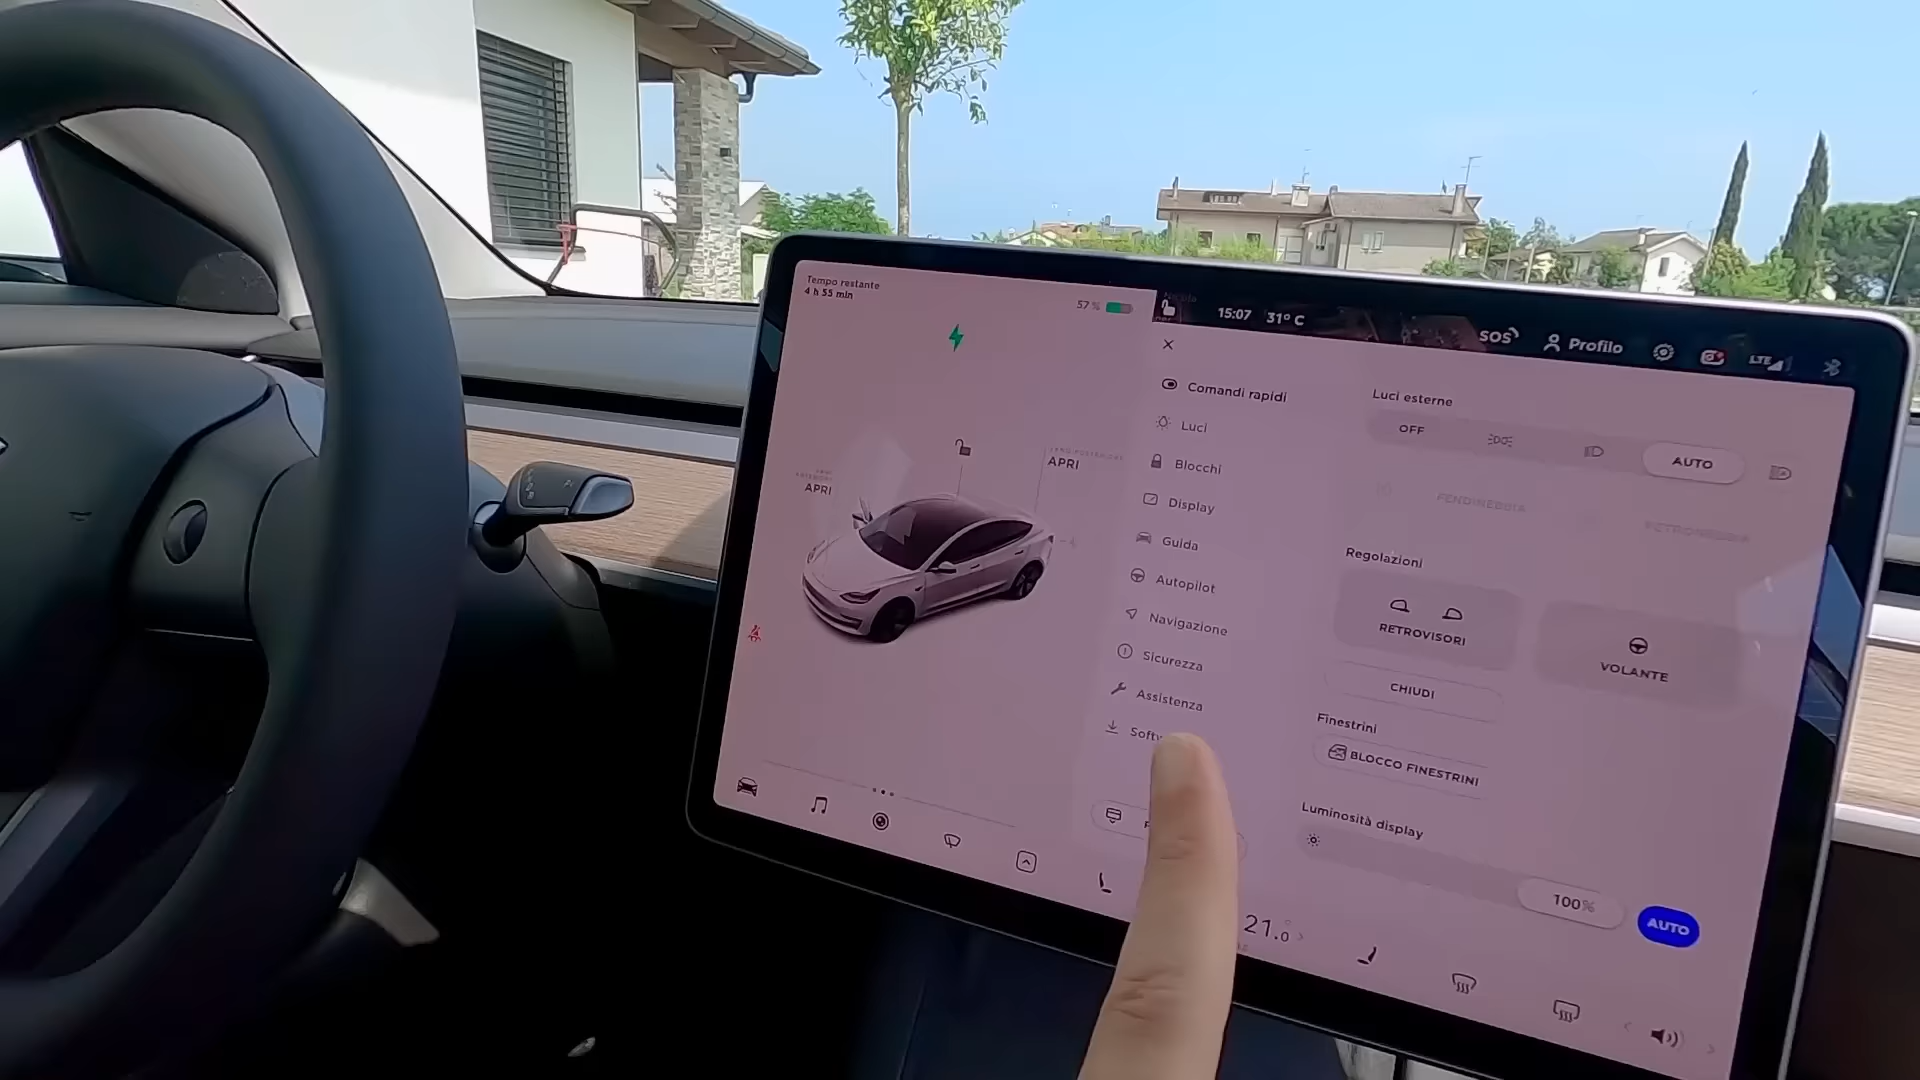 Tempo restante
4 h 55 min
57 %
15:07 31° C
SOS
Profilo
LTE
Comandi rapidi
Luci
Blocchi
Display
Guida
Autopilot
Navigazione
Sicurezza
Assistenza
APRI
APRI
Luci esterne
OFF
AUTO
FENDINEBBIA
RETRONEBBIA
Regolazioni
RETROVISORI
VOLANTE
CHIUDI
Finestrini
BLOCCO FINESTRINI
Luminosità display
100%
AUTO
21.0